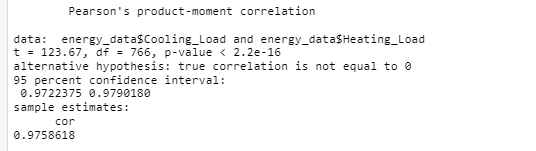 Pearson's product-moment correlation
data:  energy_data$Cooling_Load and energy_data$Heating_Load
t = 123.67, df = 766, p-value < 2.2e-16
alternative hypothesis: true correlation is not equal to 0
95 percent confidence interval:
0.9722375 0.9790180
sample estimates:
cor
0.9758618